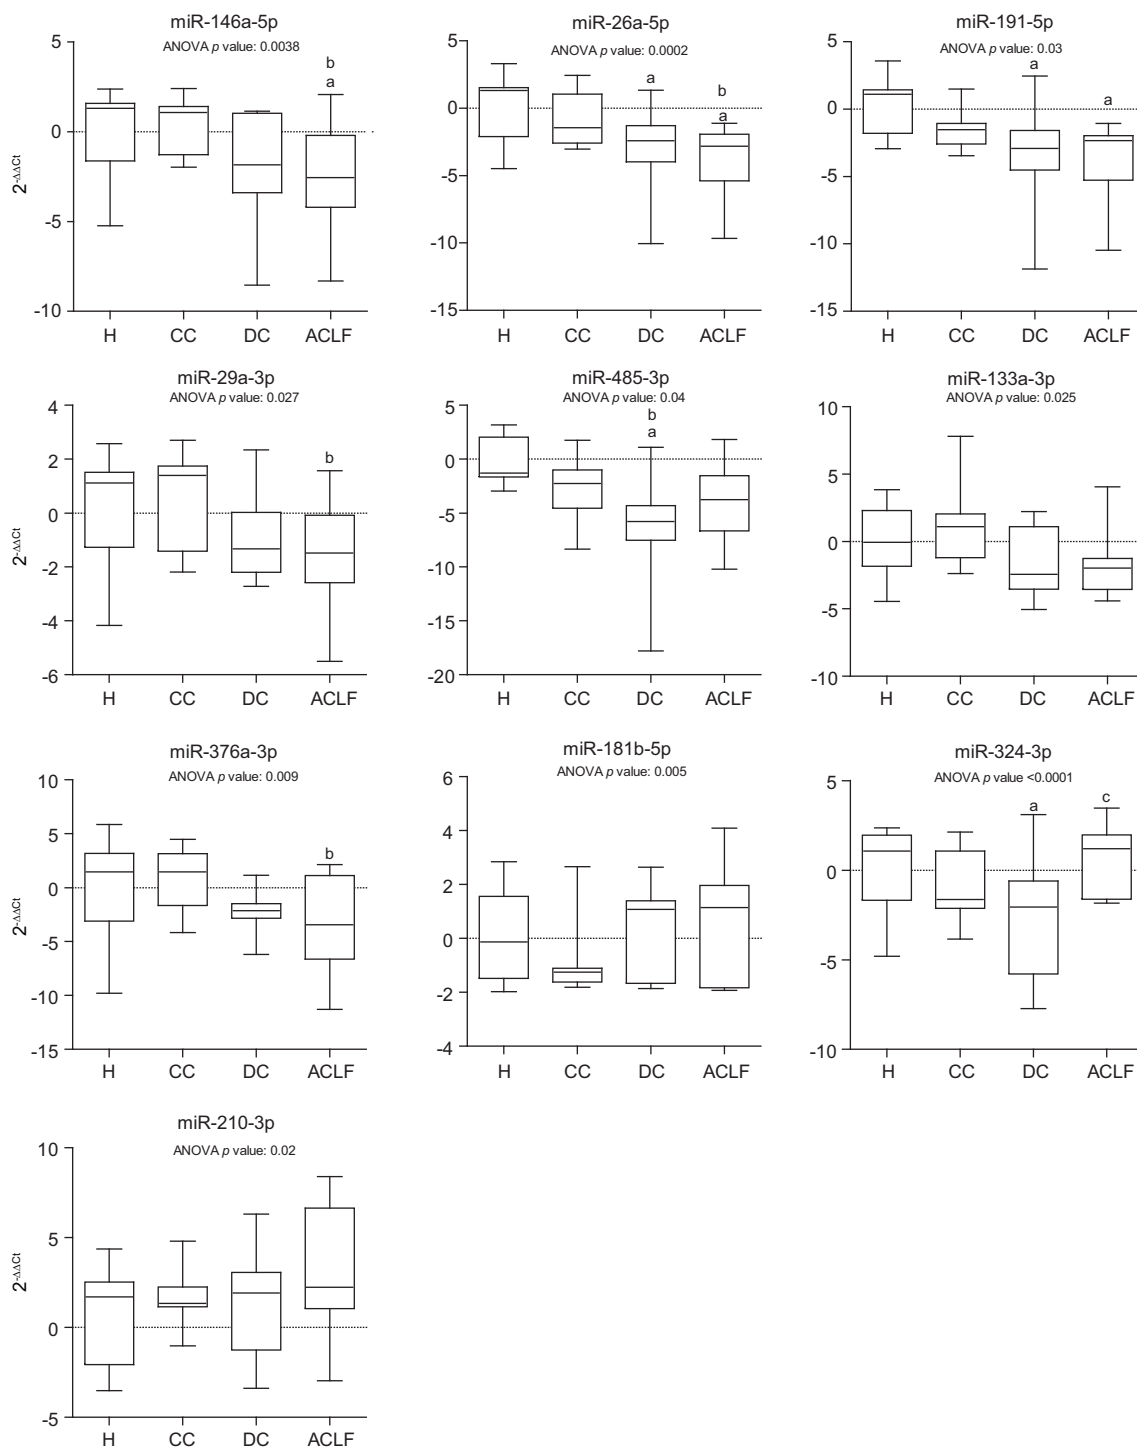 miR-146a-5p
ANOVA p value: 0.0038
b
a
5
0
-5
-10
2-ΔΔCt
H CC DC ACLF
miR-26a-5p
ANOVA p value: 0.0002
a
b
a
5
0
-5
-10
-15
H CC DC ACLF
miR-191-5p
ANOVA p value: 0.03
a
a
5
0
-5
-10
-15
H CC DC ACLF
miR-29a-3p
ANOVA p value: 0.027
b
4
2
0
-2
-4
-6
2-ΔΔCt
H CC DC ACLF
miR-485-3p
ANOVA p value: 0.04
b
a
5
0
-5
-10
-15
-20
H CC DC ACLF
miR-133a-3p
ANOVA p value: 0.025
10
5
0
-5
-10
H CC DC ACLF
miR-376a-3p
ANOVA p value: 0.009
b
10
5
0
-5
-10
-15
2-ΔΔCt
H CC DC ACLF
miR-181b-5p
ANOVA p value: 0.005
6
4
2
0
-2
-4
H CC DC ACLF
miR-324-3p
ANOVA p value <0.0001
a
c
5
0
-5
-10
H CC DC ACLF
miR-210-3p
ANOVA p value: 0.02
10
5
0
-5
2-ΔΔCt
H CC DC ACLF